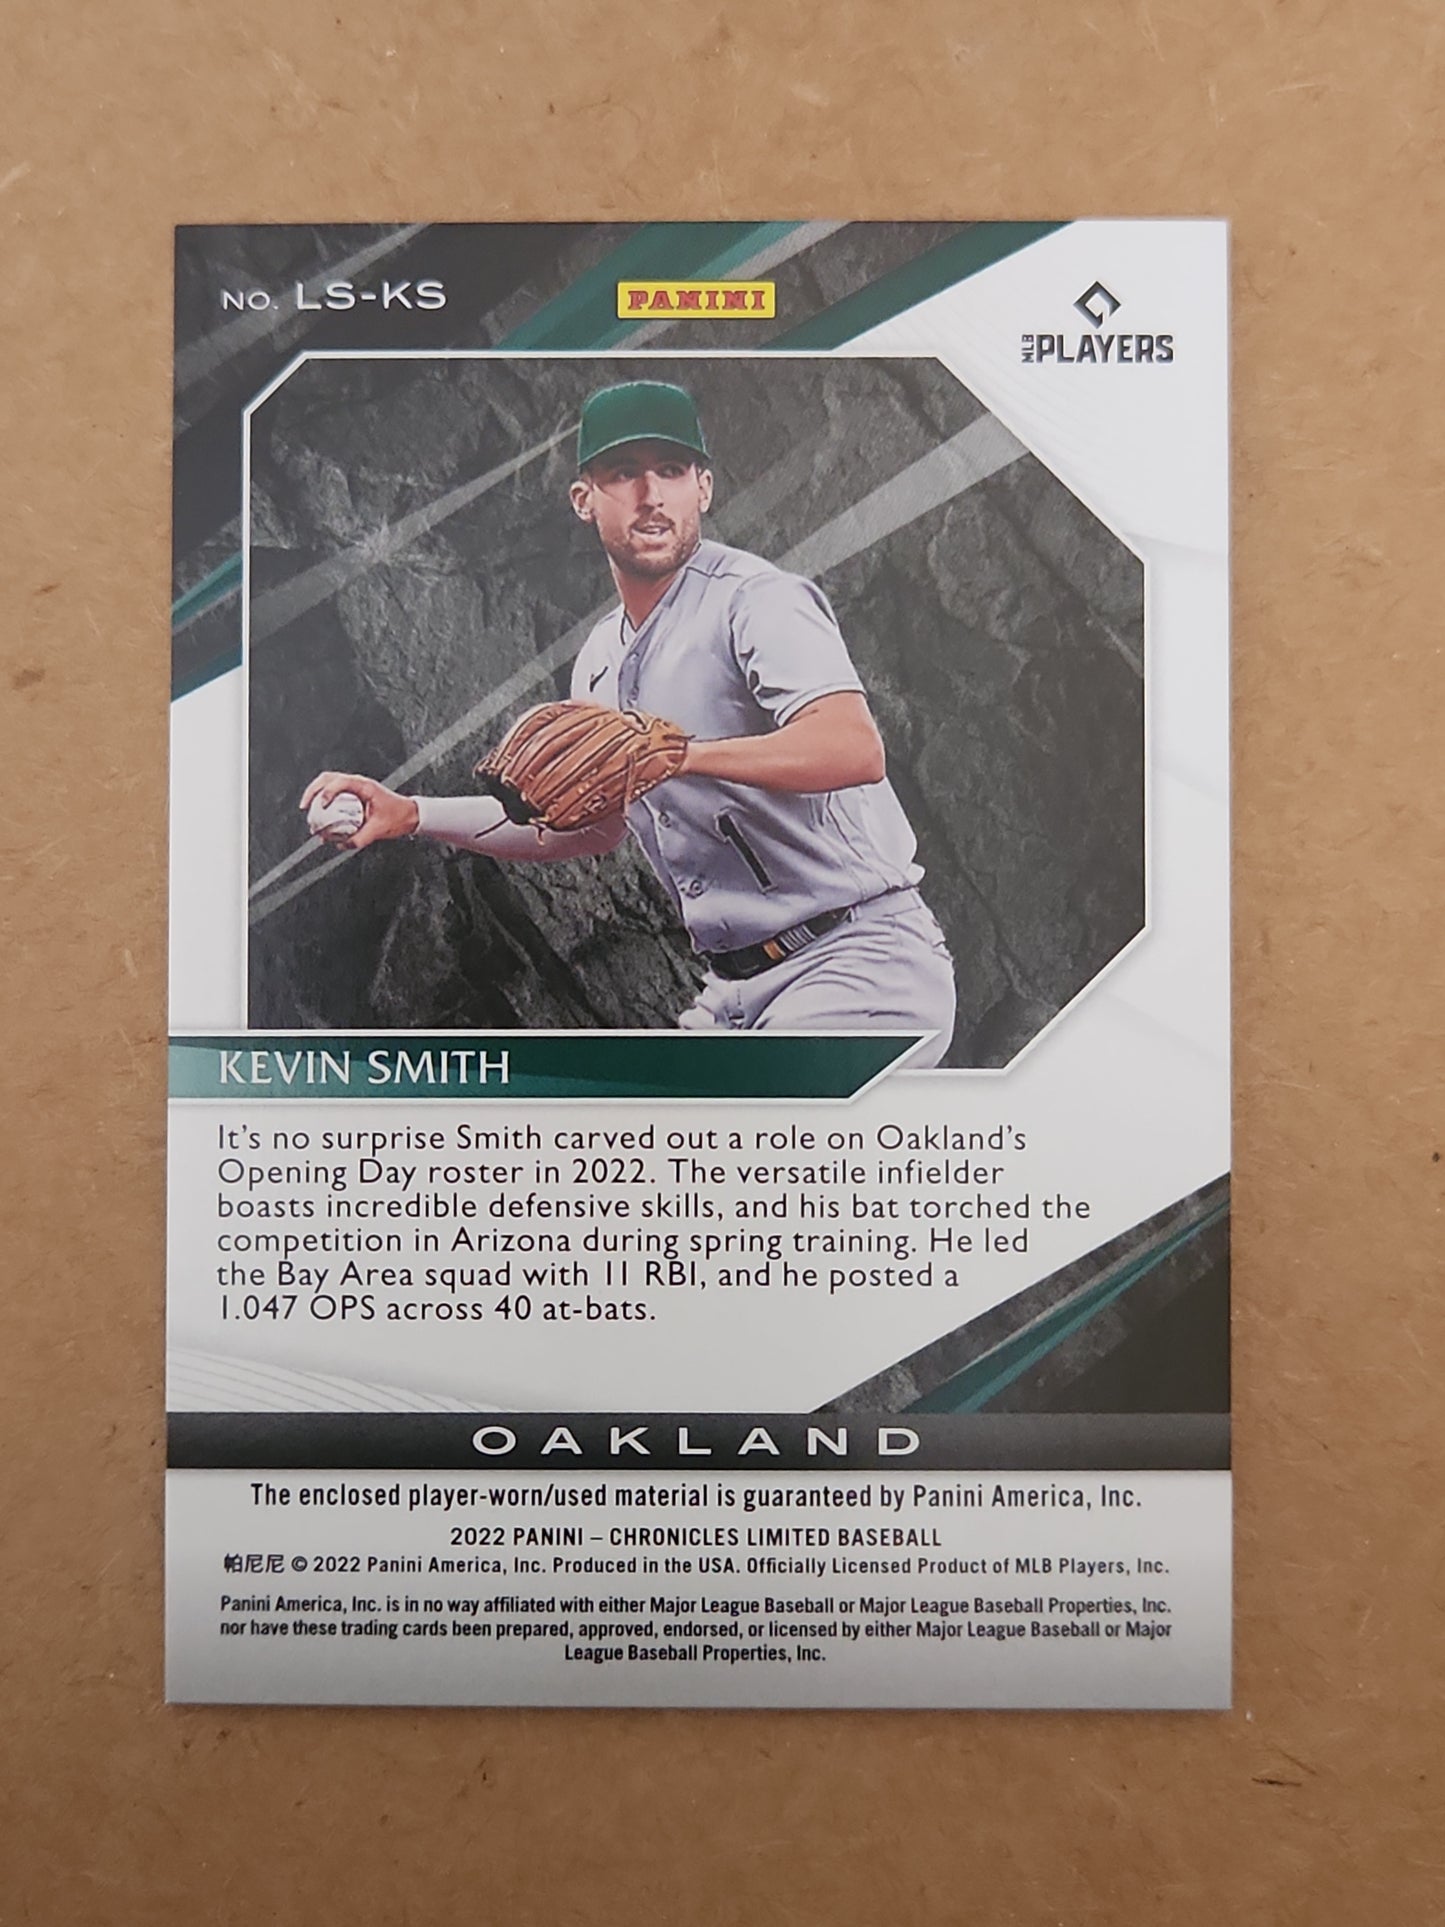 NO. LS-KS
PANINI
MLB PLAYERS
1
KEVIN SMITH
It's no surprise Smith carved out a role on Oakland's
Opening Day roster in 2022. The versatile infielder
boasts incredible defensive skills, and his bat torched the
competition in Arizona during spring training. He led
the Bay Area squad with 11 RBI, and he posted a
1.047 OPS across 40 at-bats.
OAKLAND
The enclosed player-worn/used material is guaranteed by Panini America, Inc.
2022 PANINI – CHRONICLES LIMITED BASEBALL
帕尼尼 © 2022 Panini America, Inc. Produced in the USA. Officially Licensed Product of MLB Players, Inc.
Panini America, Inc. is in no way affiliated with either Major League Baseball or Major League Baseball Properties, Inc.
nor have these trading cards been prepared, approved, endorsed, or licensed by either Major League Baseball or Major
League Baseball Properties, Inc.